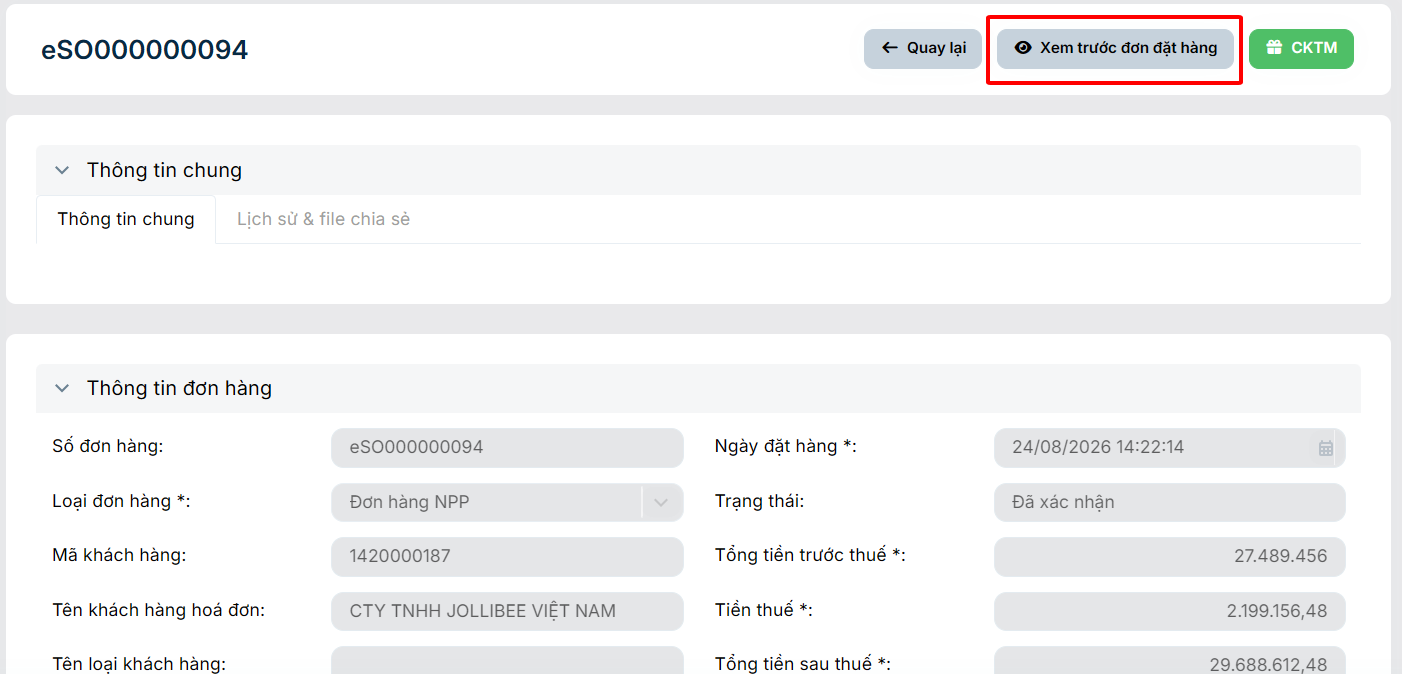 eSO000000094
Quay lại
Xem trước đơn đặt hàng
CKTM
Thông tin chung
Thông tin chung
Lịch sử & file chia sẻ
Thông tin đơn hàng
Số đơn hàng:
eSO000000094
Ngày đặt hàng *:
24/08/2026 14:22:14
Loại đơn hàng *:
Đơn hàng NPP
Trạng thái:
Đã xác nhận
Mã khách hàng:
1420000187
Tổng tiền trước thuế *:
27.489.456
Tên khách hàng hoá đơn:
CTY TNHH JOLLIBEE VIỆT NAM
Tiền thuế *:
2.199.156,48
Tên loại khách hàng:
Tổng tiền sau thuế *:
29.688.612,48